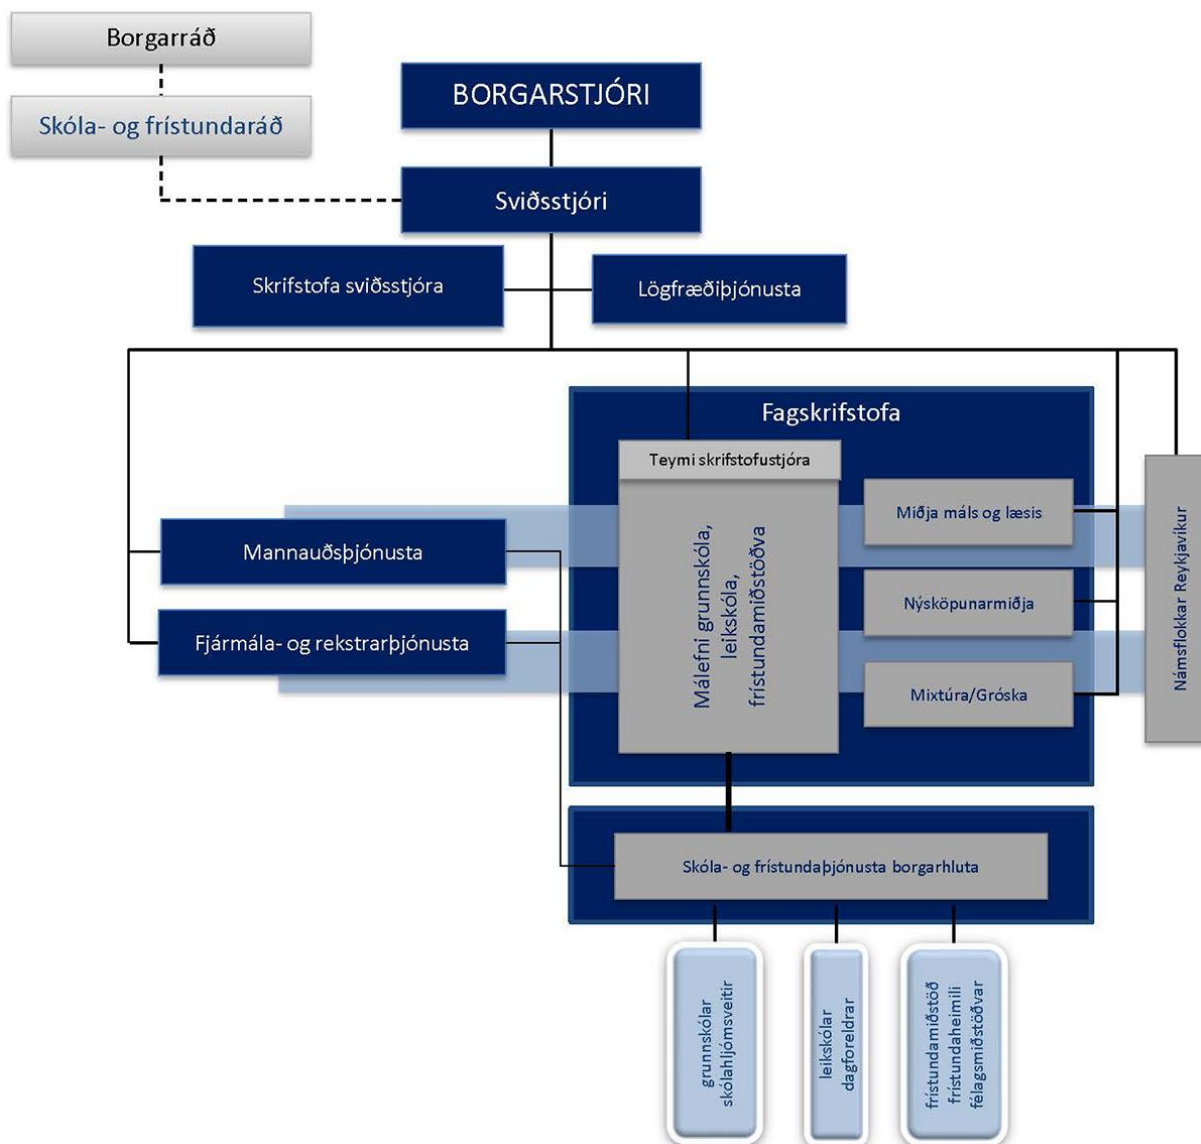 Borgarráð
Skóla- og frístundaráð
BORGARSTJÓRI
Sviðsstjóri
Skrifstofa sviðsstjóra
Lögfræðiþjónusta
Fagskrifstofa
Teymi skrifstofustjóra
Málefni grunnskóla,
leikskóla,
frístundamiðstöðva
Miðja máls og læsis
Nýsköpunarmiðja
Mixtúra/Gróska
Námsflokkar Reykjavíkur
Mannauðsþjónusta
Fjármála- og rekstrarþjónusta
Skóla- og frístundaþjónusta borgarhluta
grunnskólar
skólahljómsveitir
leikskólar
dagforeldrar
frístundamiðstöð
frístundaheimili
félagsmiðstöðvar